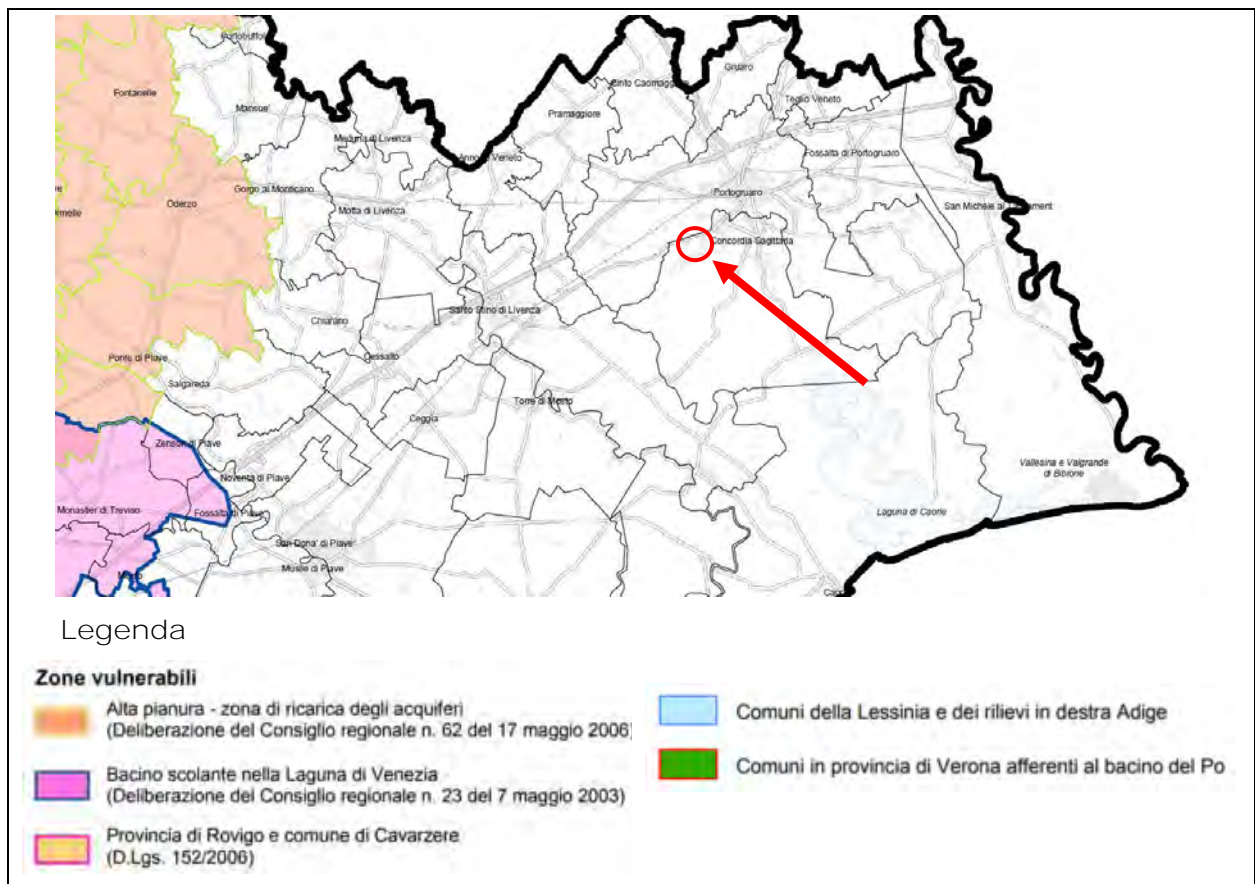 Portobuffolè
Gruaro
Cinto Caomaggiore
Fontanelle
Mansue'
Teglio Veneto
Pramaggiore
Meduna di Livenza
Annone Veneto
Fossalta di Portogruaro
Gorgo al Monticano
Portogruaro
Oderzo
Motta di Livenza
San Michele al Tagliament
Concordia Sagittaria
Santo Stino di Livenza
Chiarano
Cessalto
Ponte di Piave
Salgareda
Torre di Mosto
Ceggia
Zenson di Piave
Vallesina e Valgrande
di Bibione
Noventa di Piave
Monastier di Treviso
Fossalta di Piave
Laguna di Caorle
San Dona' di Piave
Musile di Piave
Legenda
Zone vulnerabili
Alta pianura - zona di ricarica degli acquiferi
(Deliberazione del Consiglio regionale n. 62 del 17 maggio 2006)
Bacino scolante nella Laguna di Venezia
(Deliberazione del Consiglio regionale n. 23 del 7 maggio 2003)
Provincia di Rovigo e comune di Cavarzere
(D.Lgs. 152/2006)
Comuni della Lessinia e dei rilievi in destra Adige
Comuni in provincia di Verona afferenti al bacino del Po